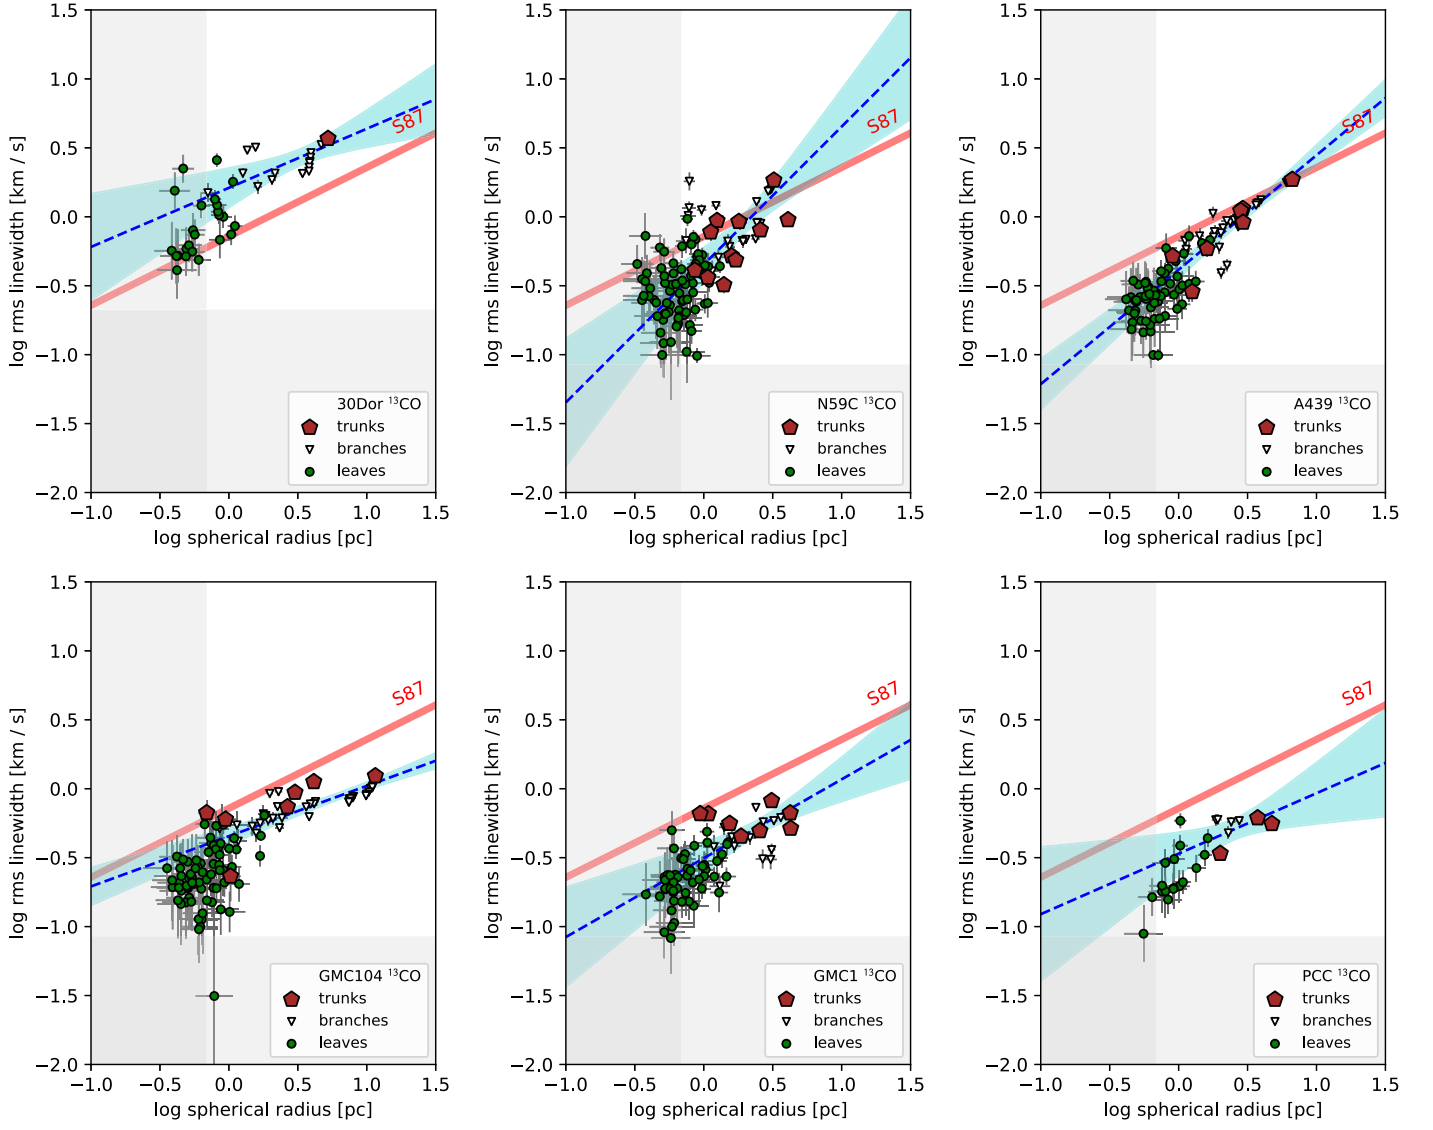 1.5
1.0
0.5
0.0
−0.5
−1.0
−1.5
−2.0
log rms linewidth [km / s]
S87
30Dor ¹³CO
trunks
branches
leaves
−1.0 −0.5 0.0 0.5 1.0 1.5
log spherical radius [pc]
1.5
1.0
0.5
0.0
−0.5
−1.0
−1.5
−2.0
log rms linewidth [km / s]
S87
N59C ¹³CO
trunks
branches
leaves
−1.0 −0.5 0.0 0.5 1.0 1.5
log spherical radius [pc]
1.5
1.0
0.5
0.0
−0.5
−1.0
−1.5
−2.0
log rms linewidth [km / s]
S87
A439 ¹³CO
trunks
branches
leaves
−1.0 −0.5 0.0 0.5 1.0 1.5
log spherical radius [pc]
1.5
1.0
0.5
0.0
−0.5
−1.0
−1.5
−2.0
log rms linewidth [km / s]
S87
GMC104 ¹³CO
trunks
branches
leaves
−1.0 −0.5 0.0 0.5 1.0 1.5
log spherical radius [pc]
1.5
1.0
0.5
0.0
−0.5
−1.0
−1.5
−2.0
log rms linewidth [km / s]
S87
GMC1 ¹³CO
trunks
branches
leaves
−1.0 −0.5 0.0 0.5 1.0 1.5
log spherical radius [pc]
1.5
1.0
0.5
0.0
−0.5
−1.0
−1.5
−2.0
log rms linewidth [km / s]
S87
PCC ¹³CO
trunks
branches
leaves
−1.0 −0.5 0.0 0.5 1.0 1.5
log spherical radius [pc]